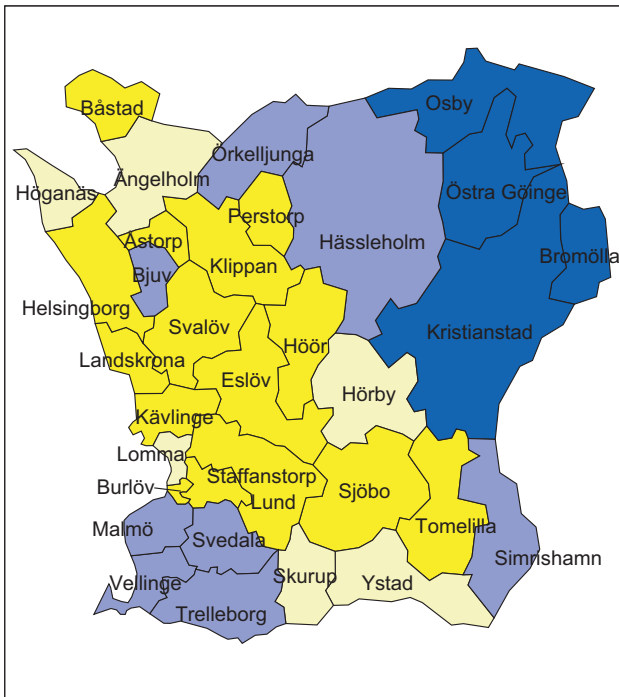 Båstad
Osby
Örkelljunga
Höganäs
Ängelholm
Östra Göinge
Perstorp
Åstorp
Hässleholm
Bromölla
Bjuv
Klippan
Helsingborg
Svalöv
Kristianstad
Landskrona
Höör
Eslöv
Hörby
Kävlinge
Lomma
Staffanstorp
Burlöv
Lund
Sjöbo
Malmö
Tomelilla
Svedala
Simrishamn
Vellinge
Skurup
Ystad
Trelleborg